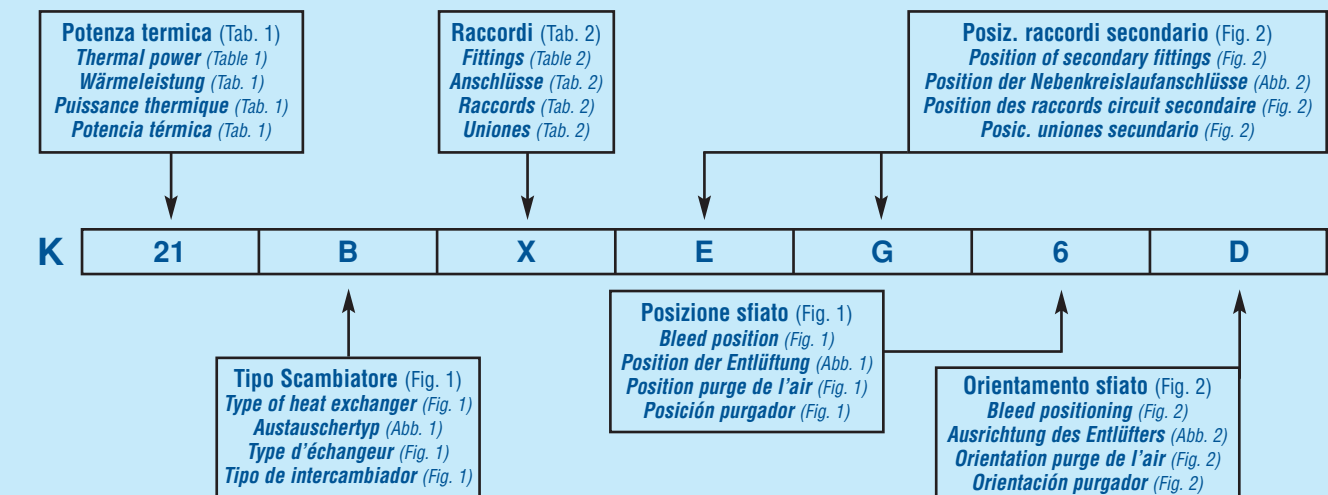 Potenza termica (Tab. 1)
Thermal power (Table 1)
Wärmeleistung (Tab. 1)
Puissance thermique (Tab. 1)
Potencia térmica (Tab. 1)
Raccordi (Tab. 2)
Fittings (Table 2)
Anschlüsse (Tab. 2)
Raccords (Tab. 2)
Uniones (Tab. 2)
Posiz. raccordi secondario (Fig. 2)
Position of secondary fittings (Fig. 2)
Position der Nebenkreislaufanschlüsse (Abb. 2)
Position des raccords circuit secondaire (Fig. 2)
Posic. uniones secundario (Fig. 2)
K 21 B X E G 6 D
Tipo Scambiatore (Fig. 1)
Type of heat exchanger (Fig. 1)
Austauschertyp (Abb. 1)
Type d'échangeur (Fig. 1)
Tipo de intercambiador (Fig. 1)
Posizione sfiato (Fig. 1)
Bleed position (Fig. 1)
Position der Entlüftung (Abb. 1)
Position purge de l'air (Fig. 1)
Posición purgador (Fig. 1)
Orientamento sfiato (Fig. 2)
Bleed positioning (Fig. 2)
Ausrichtung des Entlüfters (Abb. 2)
Orientation purge de l'air (Fig. 2)
Orientación purgador (Fig. 2)